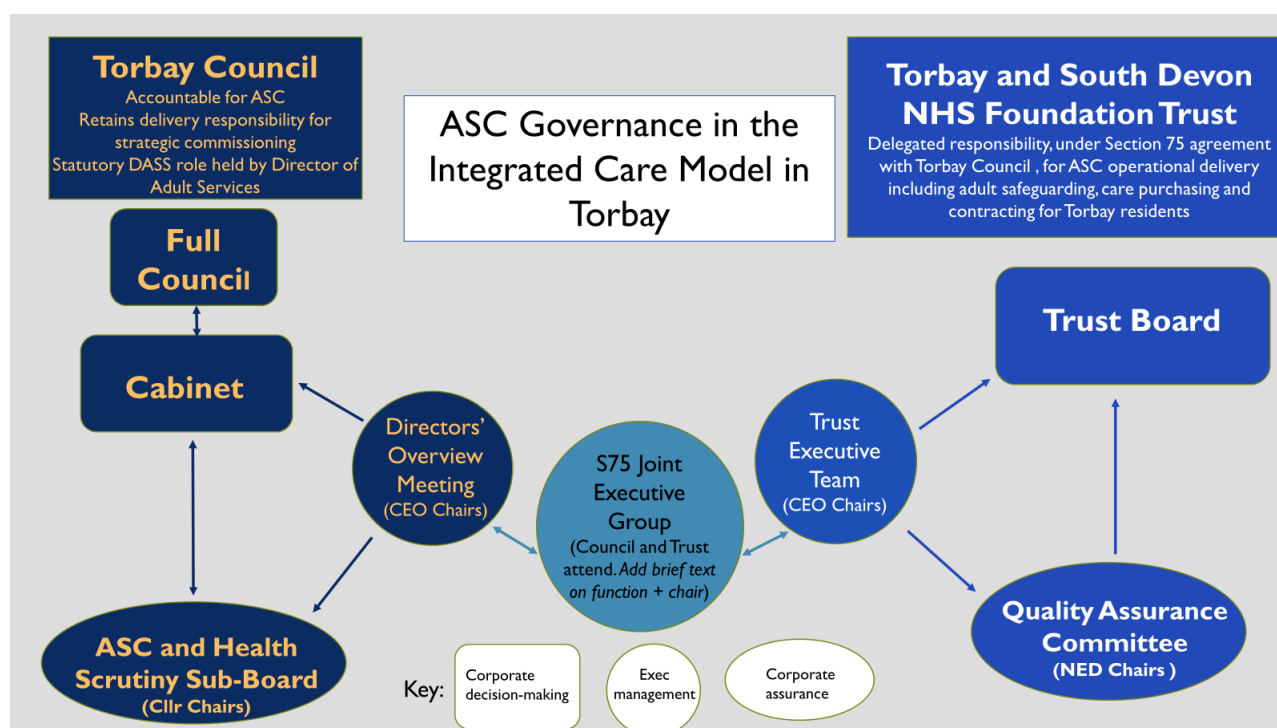 Torbay Council
Accountable for ASC
Retains delivery responsibility for
strategic commissioning
Statutory DASS role held by Director of
Adult Services
ASC Governance in the
Integrated Care Model in
Torbay
Torbay and South Devon
NHS Foundation Trust
Delegated responsibility, under Section 75 agreement
with Torbay Council , for ASC operational delivery
including adult safeguarding, care purchasing and
contracting for Torbay residents
Full
Council
Cabinet
Trust Board
Directors'
Overview
Meeting
(CEO Chairs)
S75 Joint
Executive
Group
(Council and Trust
attend. Add brief text
on function + chair)
Trust
Executive
Team
(CEO Chairs)
ASC and Health
Scrutiny Sub-Board
(Cllr Chairs)
Quality Assurance
Committee
(NED Chairs )
Key:
Corporate
decision-making
Exec
management
Corporate
assurance